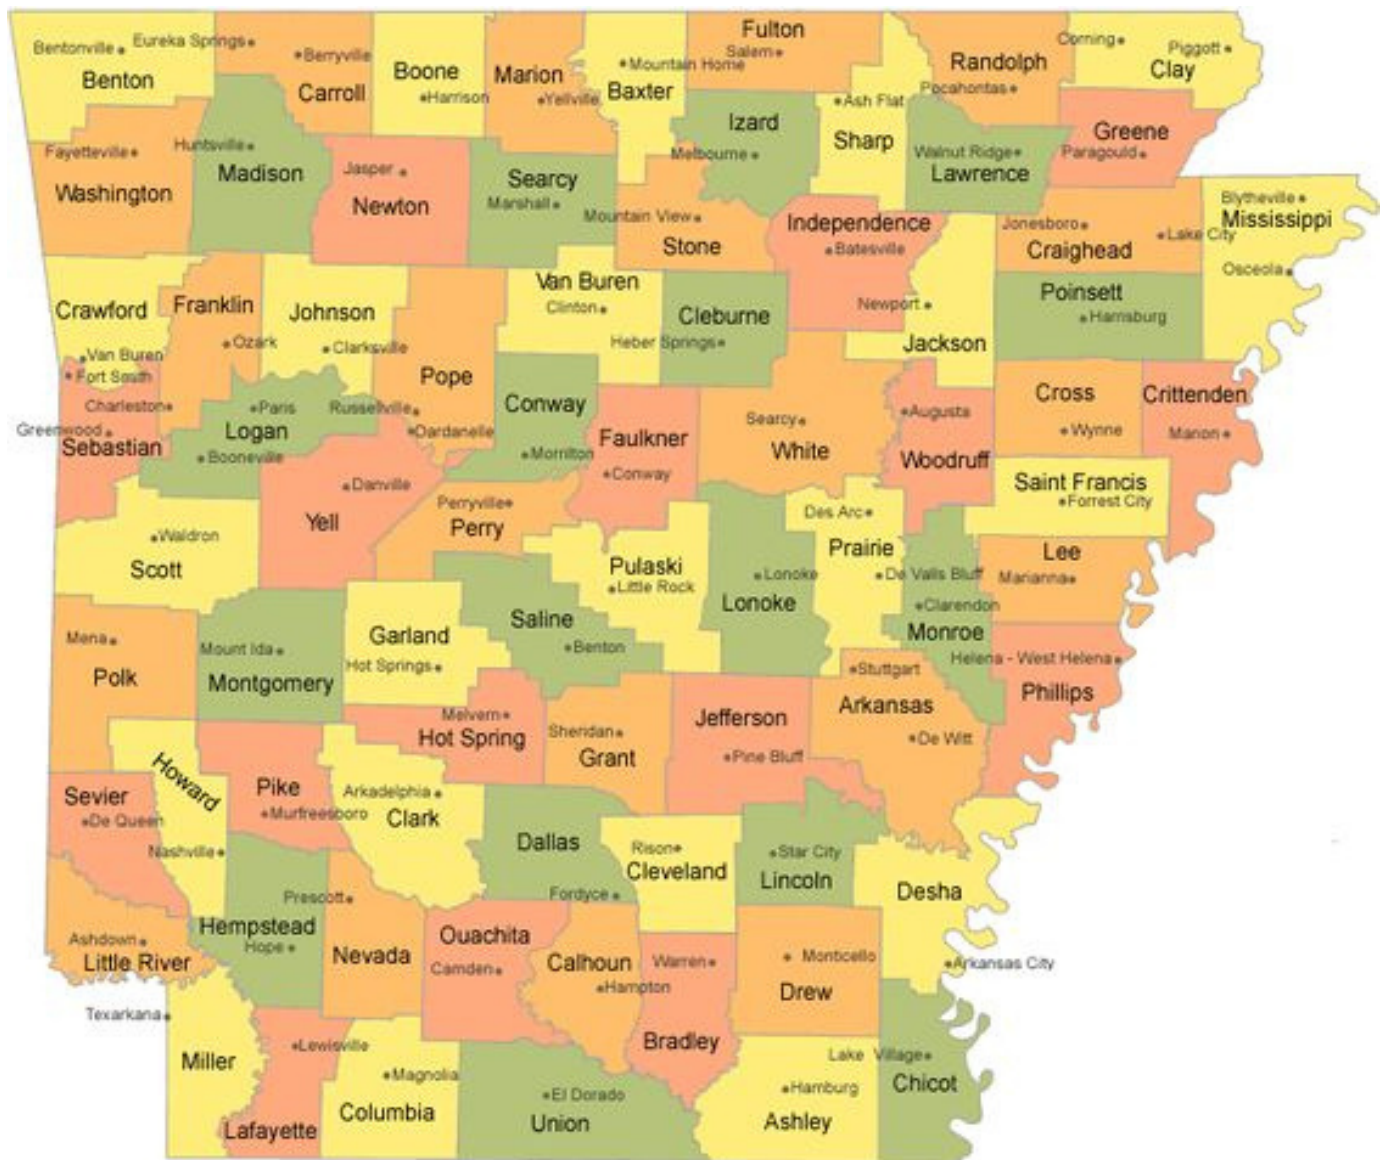 Bentonville
Benton
Eureka Springs
Berryville
Carroll
Boone
Harrison
Marion
Yellville
Mountain Home
Baxter
Fulton
Salem
Randolph
Pocahontas
Corning
Piggott
Clay
Fayetteville
Washington
Huntsville
Madison
Jasper
Newton
Searcy
Marshall
Izard
Melbourne
Ash Flat
Sharp
Walnut Ridge
Lawrence
Greene
Paragould
Mountain View
Stone
Independence
Batesville
Jonesboro
Craighead
Lake City
Blytheville
Mississippi
Osceola
Crawford
Van Buren
Franklin
Ozark
Johnson
Clarksville
Pope
Russellville
Van Buren
Clinton
Cleburne
Heber Springs
Newport
Jackson
Poinsett
Harrisburg
Fort South
Charleston
Greenwood
Sebastian
Paris
Logan
Booneville
Dardanelle
Conway
Morrilton
Faulkner
Conway
Searcy
White
Augusta
Woodruff
Cross
Wynne
Crittenden
Marion
Waldron
Scott
Danville
Yell
Perryville
Perry
Pulaski
Little Rock
Lonoke
Lonoke
Des Arc
Prairie
De Valls Bluff
Saint Francis
Forrest City
Lee
Marianna
Clarendon
Monroe
Mena
Polk
Mount Ida
Montgomery
Garland
Hot Springs
Saline
Benton
Helena - West Helena
Phillips
Stuttgart
Arkansas
De Witt
Melvern
Hot Spring
Sheridan
Grant
Jefferson
Pine Bluff
Sevier
De Queen
Howard
Nashville
Pike
Murfreesboro
Arkadelphia
Clark
Dallas
Fordyce
Rison
Cleveland
Star City
Lincoln
Desha
Arkansas City
Ashdown
Little River
Hempstead
Hope
Prescott
Nevada
Ouachita
Camden
Calhoun
Hampton
Warren
Bradley
Monticello
Drew
Texarkana
Miller
Lewisville
Lafayette
Magnolia
Columbia
El Dorado
Union
Hamburg
Ashley
Lake Village
Chicot